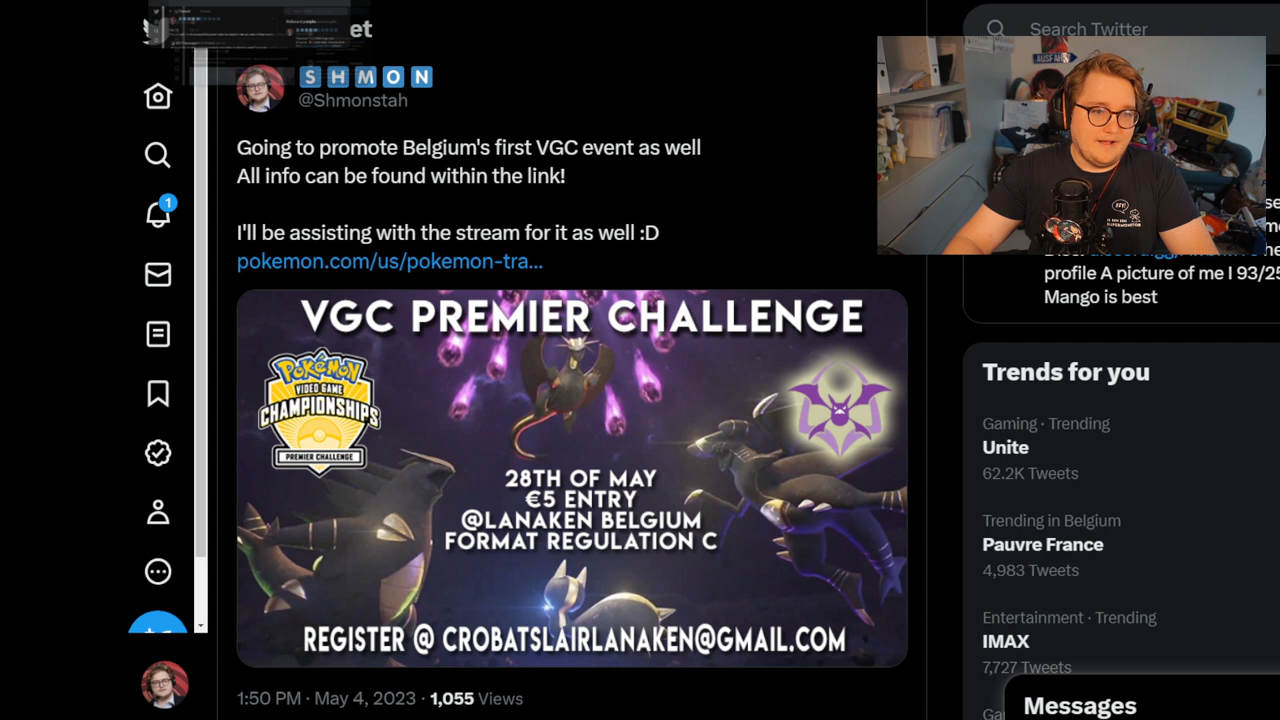 et
Search Twitter
SHMON
@Shmonstah
Going to promote Belgium's first VGC event as well
All info can be found within the link!
I'll be assisting with the stream for it as well :D
pokemon.com/us/pokemon-tra...
VGC PREMIER CHALLENGE
POKÉMON
VIDEO GAME
CHAMPIONSHIPS
PREMIER CHALLENGE
28TH OF MAY
€5 ENTRY
@LANAKEN BELGIUM
FORMAT REGULATION C
REGISTER @ CROBATSLAIRLANAKEN@GMAIL.COM
1:50 PM · May 4, 2023 · 1,055 Views
1
AUSFAHRT
profile A picture of me I 93/25
Mango is best
Trends for you
Gaming · Trending
Unite
62.2K Tweets
Trending in Belgium
Pauvre France
4,983 Tweets
Entertainment · Trending
IMAX
7,727 Tweets
Messages